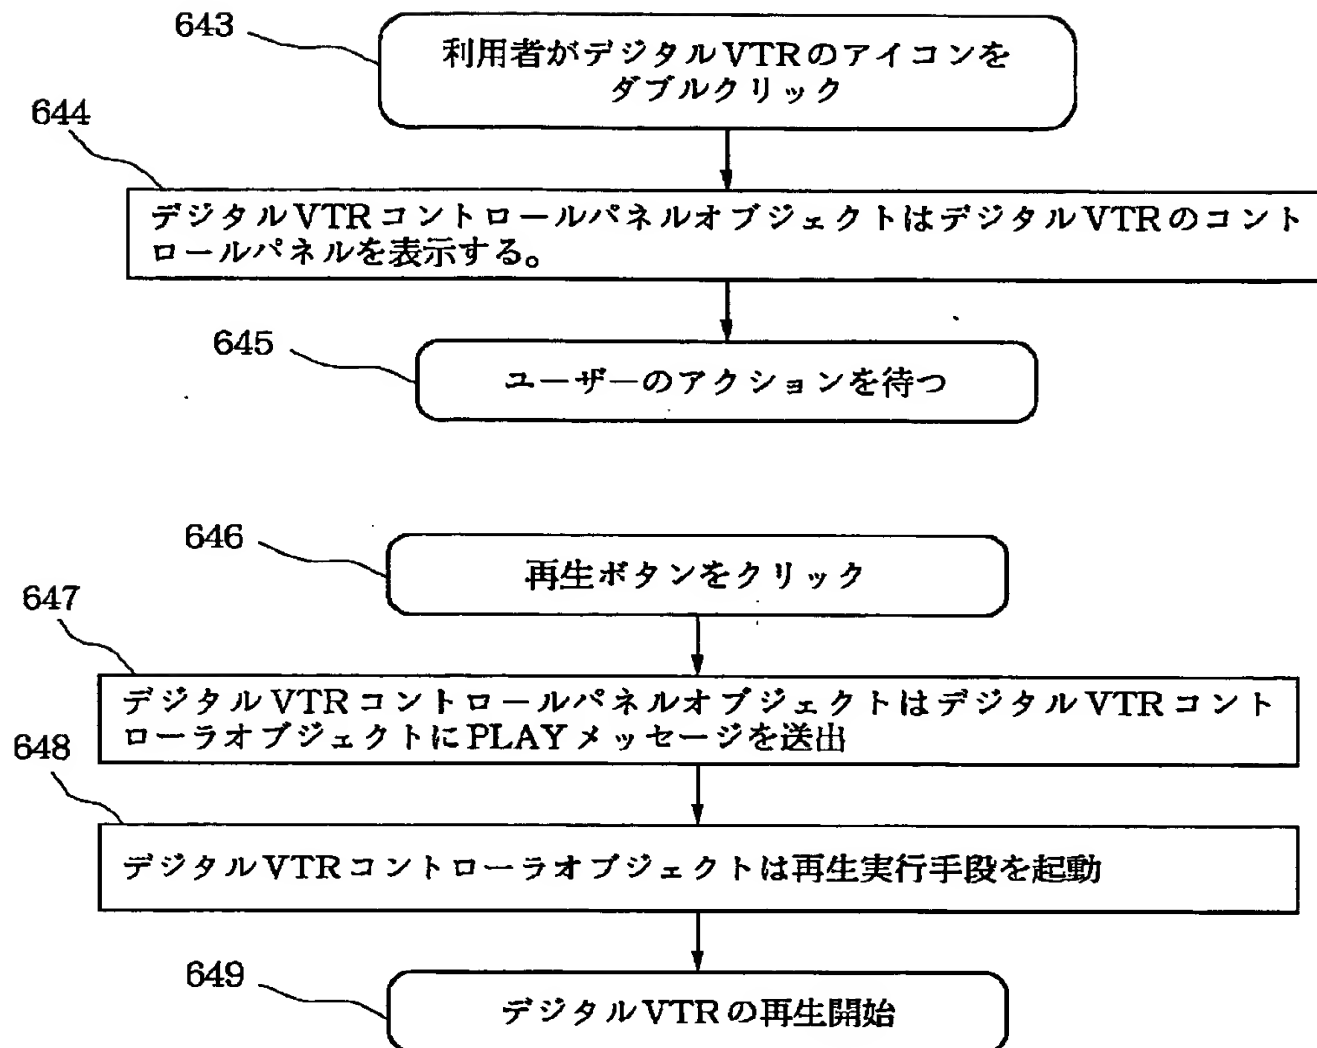 643
利用者がデジタルVTRのアイコンを
ダブルクリック
644
デジタルVTRコントロールパネルオブジェクトはデジタルVTRのコント
ロールパネルを表示する。
645
ユーザーのアクションを待つ
646
再生ボタンをクリック
647
デジタルVTRコントロールパネルオブジェクトはデジタルVTRコント
ローラオブジェクトにPLAYメッセージを送出
648
デジタルVTRコントローラオブジェクトは再生実行手段を起動
649
デジタルVTRの再生開始